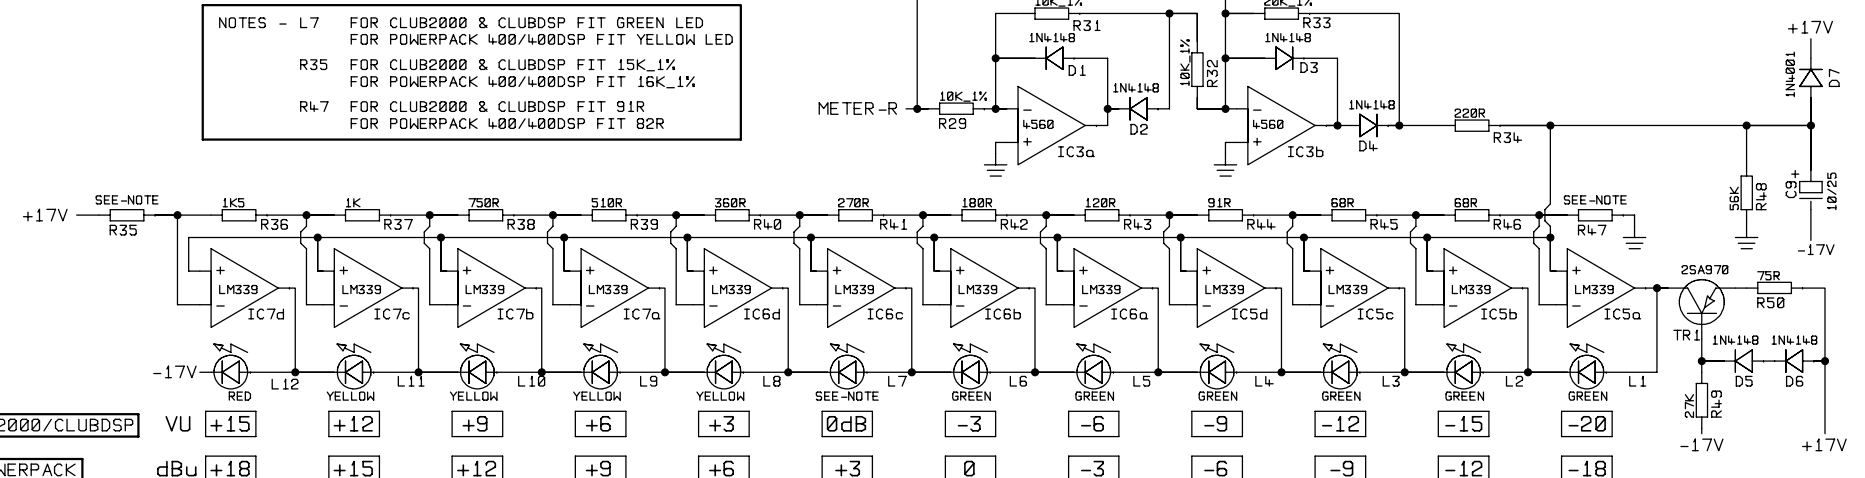 NOTES - L7 FOR CLUB2000 & CLUBDSP FIT GREEN LED
FOR POWERPACK 400/400DSP FIT YELLOW LED
R35 FOR CLUB2000 & CLUBDSP FIT 15K_1%
FOR POWERPACK 400/400DSP FIT 16K_1%
R47 FOR CLUB2000 & CLUBDSP FIT 91R
FOR POWERPACK 400/400DSP FIT 82R
10K_1% 20K_1%
R31 R33
1N4148 1N4148
D1 D3
10K_1% R32
+17V
1N4001 D7
METER-R 10K_1% 1N4148 1N4148 220R
R29 D2 D4 R34
4560 4560
IC3a IC3b
56K R48
C9 + 10/25
-17V
+17V SEE-NOTE 1K5 1K 750R 510R 360R 270R 180R 120R 91R 68R 68R SEE-NOTE
R35 R36 R37 R38 R39 R40 R41 R42 R43 R44 R45 R46 R47
+ + + + + + + + + + + +
LM339 LM339 LM339 LM339 LM339 LM339 LM339 LM339 LM339 LM339 LM339 LM339
- - - - - - - - - - - -
IC7d IC7c IC7b IC7a IC6d IC6c IC6b IC6a IC5d IC5c IC5b IC5a
2SA970 75R
R50
TR1 1N4148 1N4148
D5 D6
27K R49
-17V +17V
-17V L12 L11 L10 L9 L8 L7 L6 L5 L4 L3 L2 L1
RED YELLOW YELLOW YELLOW YELLOW SEE-NOTE GREEN GREEN GREEN GREEN GREEN GREEN
2000/CLUBDSP VU +15 +12 +9 +6 +3 0dB -3 -6 -9 -12 -15 -20
WERPACK dBu +18 +15 +12 +9 +6 +3 0 -3 -6 -9 -12 -18